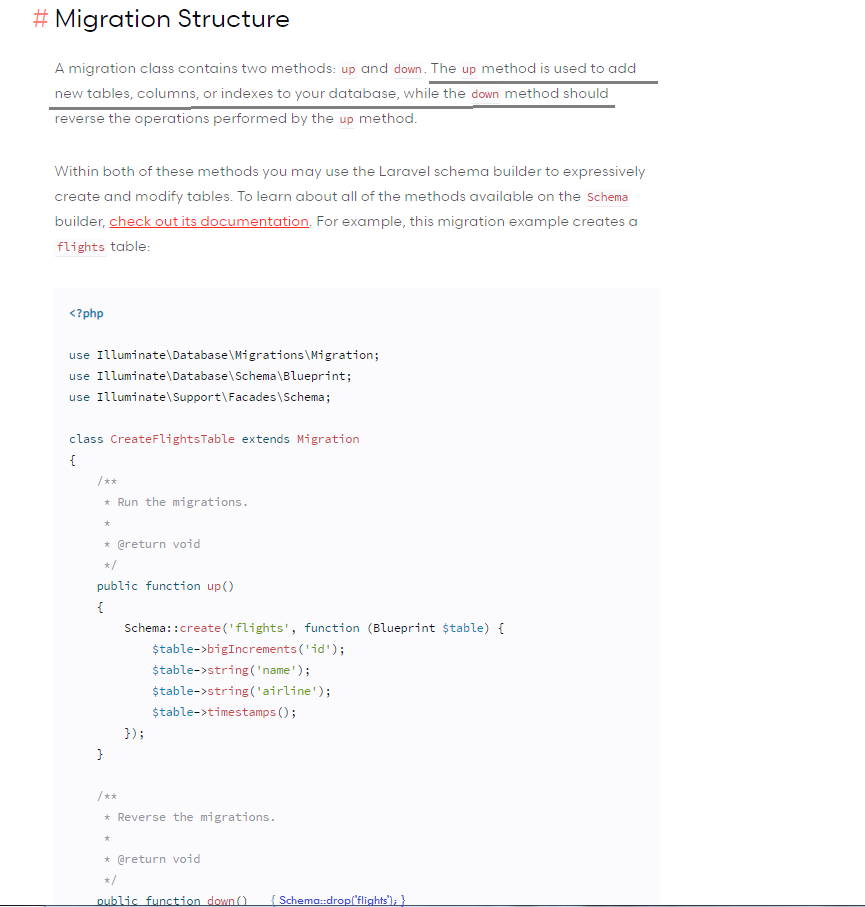 # Migration Structure
A migration class contains two methods: up and down. The up method is used to add
new tables, columns, or indexes to your database, while the down method should
reverse the operations performed by the up method.
Within both of these methods you may use the Laravel schema builder to expressively
create and modify tables. To learn about all of the methods available on the Schema
builder, check out its documentation. For example, this migration example creates a
flights table:
<?php
use Illuminate\Database\Migrations\Migration;
use Illuminate\Database\Schema\Blueprint;
use Illuminate\Support\Facades\Schema;
class CreateFlightsTable extends Migration
{
/**
* Run the migrations.
*
* @return void
*/
public function up()
{
Schema::create('flights', function (Blueprint $table) {
$table->bigIncrements('id');
$table->string('name');
$table->string('airline');
$table->timestamps();
});
}
/**
* Reverse the migrations.
*
* @return void
*/
public function down() { Schema::drop('flights'); }